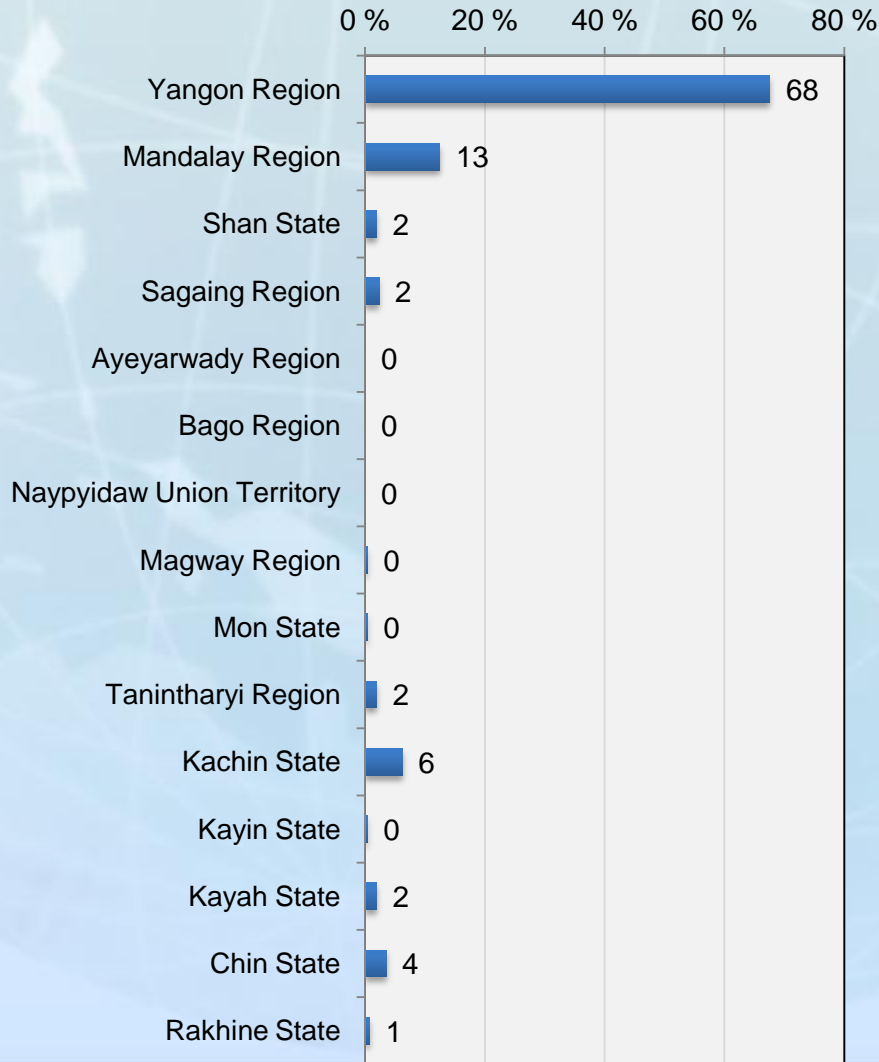 0 % 20 % 40 % 60 % 80 %
Yangon Region 68
Mandalay Region 13
Shan State 2
Sagaing Region 2
Ayeyarwady Region 0
Bago Region 0
Naypyidaw Union Territory 0
Magway Region 0
Mon State 0
Tanintharyi Region 2
Kachin State 6
Kayin State 0
Kayah State 2
Chin State 4
Rakhine State 1